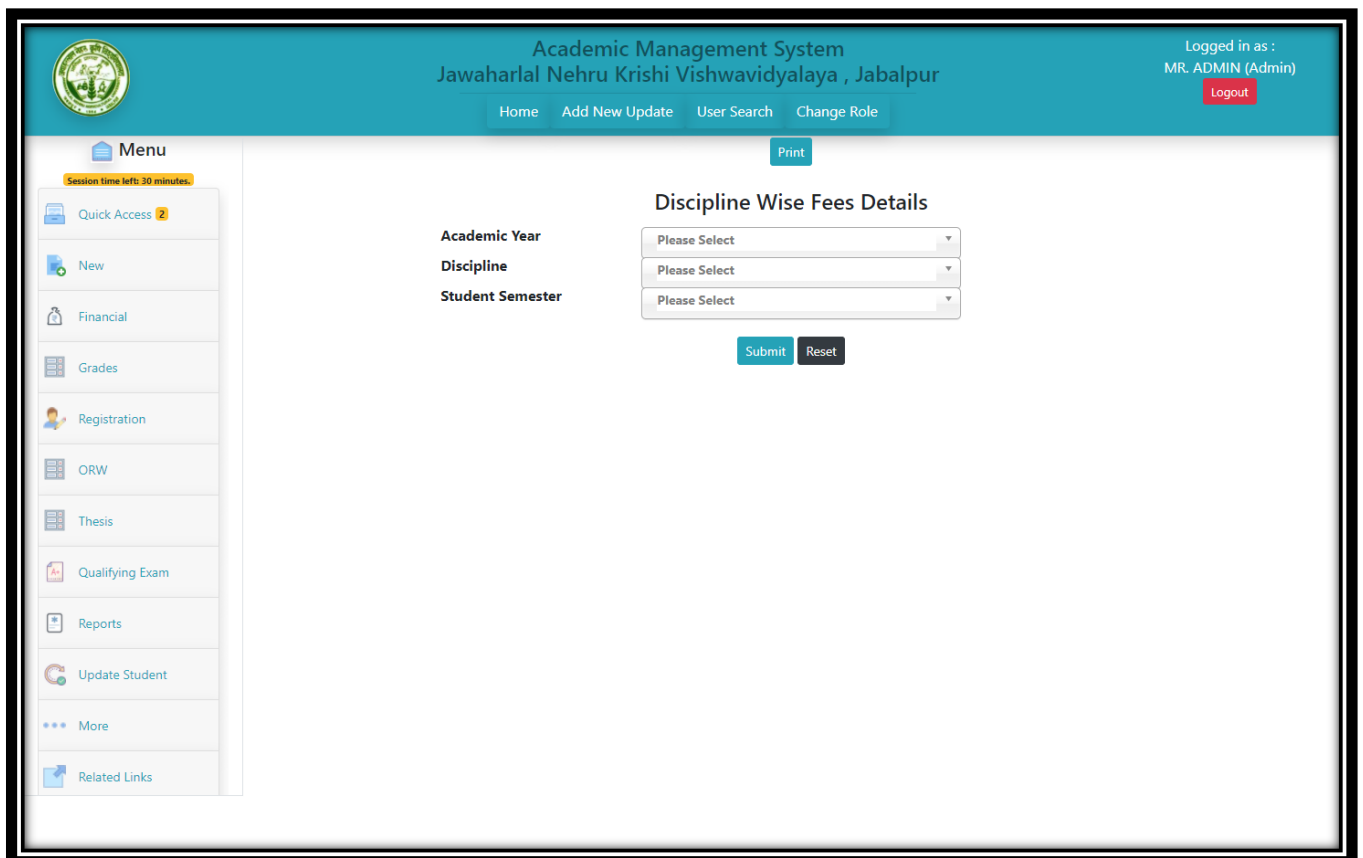 Academic Management System
Jawaharlal Nehru Krishi Vishwavidyalaya , Jabalpur
Home Add New Update User Search Change Role
Logged in as :
MR. ADMIN (Admin)
Logout
Menu
Session time left: 30 minutes.
Quick Access 2
New
Financial
Grades
Registration
ORW
Thesis
Qualifying Exam
Reports
Update Student
More
Related Links
Print
Discipline Wise Fees Details
Academic Year Please Select
Discipline Please Select
Student Semester Please Select
Submit Reset